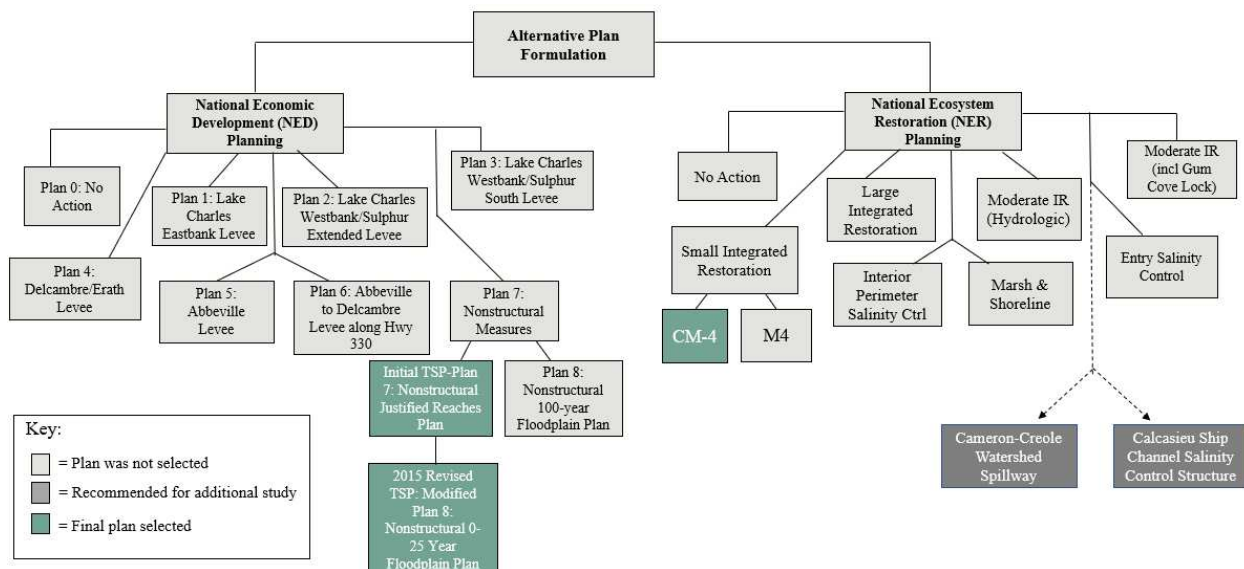 Alternative Plan
Formulation
National Economic
Development (NED)
Planning
National Ecosystem
Restoration (NER)
Planning
Plan 0: No
Action
Plan 1: Lake
Charles
Eastbank Levee
Plan 2: Lake
Charles
Westbank/Sulphur
Extended Levee
Plan 3: Lake
Charles
Westbank/Sulphur
South Levee
Plan 4:
Delcambre/Erath
Levee
Plan 5:
Abbeville
Levee
Plan 6: Abbeville
to Delcambre
Levee along Hwy
330
Plan 7:
Nonstructural
Measures
Initial TSP-Plan
7: Nonstructural
Justified Reaches
Plan
Plan 8:
Nonstructural
100-year
Floodplain Plan
2015 Revised
TSP: Modified
Plan 8:
Nonstructural 0-
25 Year
Floodplain Plan
No Action
Large
Integrated
Restoration
Moderate IR
(Hydrologic)
Moderate IR
(incl Gum
Cove Lock)
Small Integrated
Restoration
Interior
Perimeter
Salinity Ctrl
Marsh &
Shoreline
Entry Salinity
Control
CM-4
M4
Cameron-Creole
Watershed
Spillway
Calcasieu Ship
Channel Salinity
Control Structure
Key:
= Plan was not selected
= Recommended for additional study
= Final plan selected